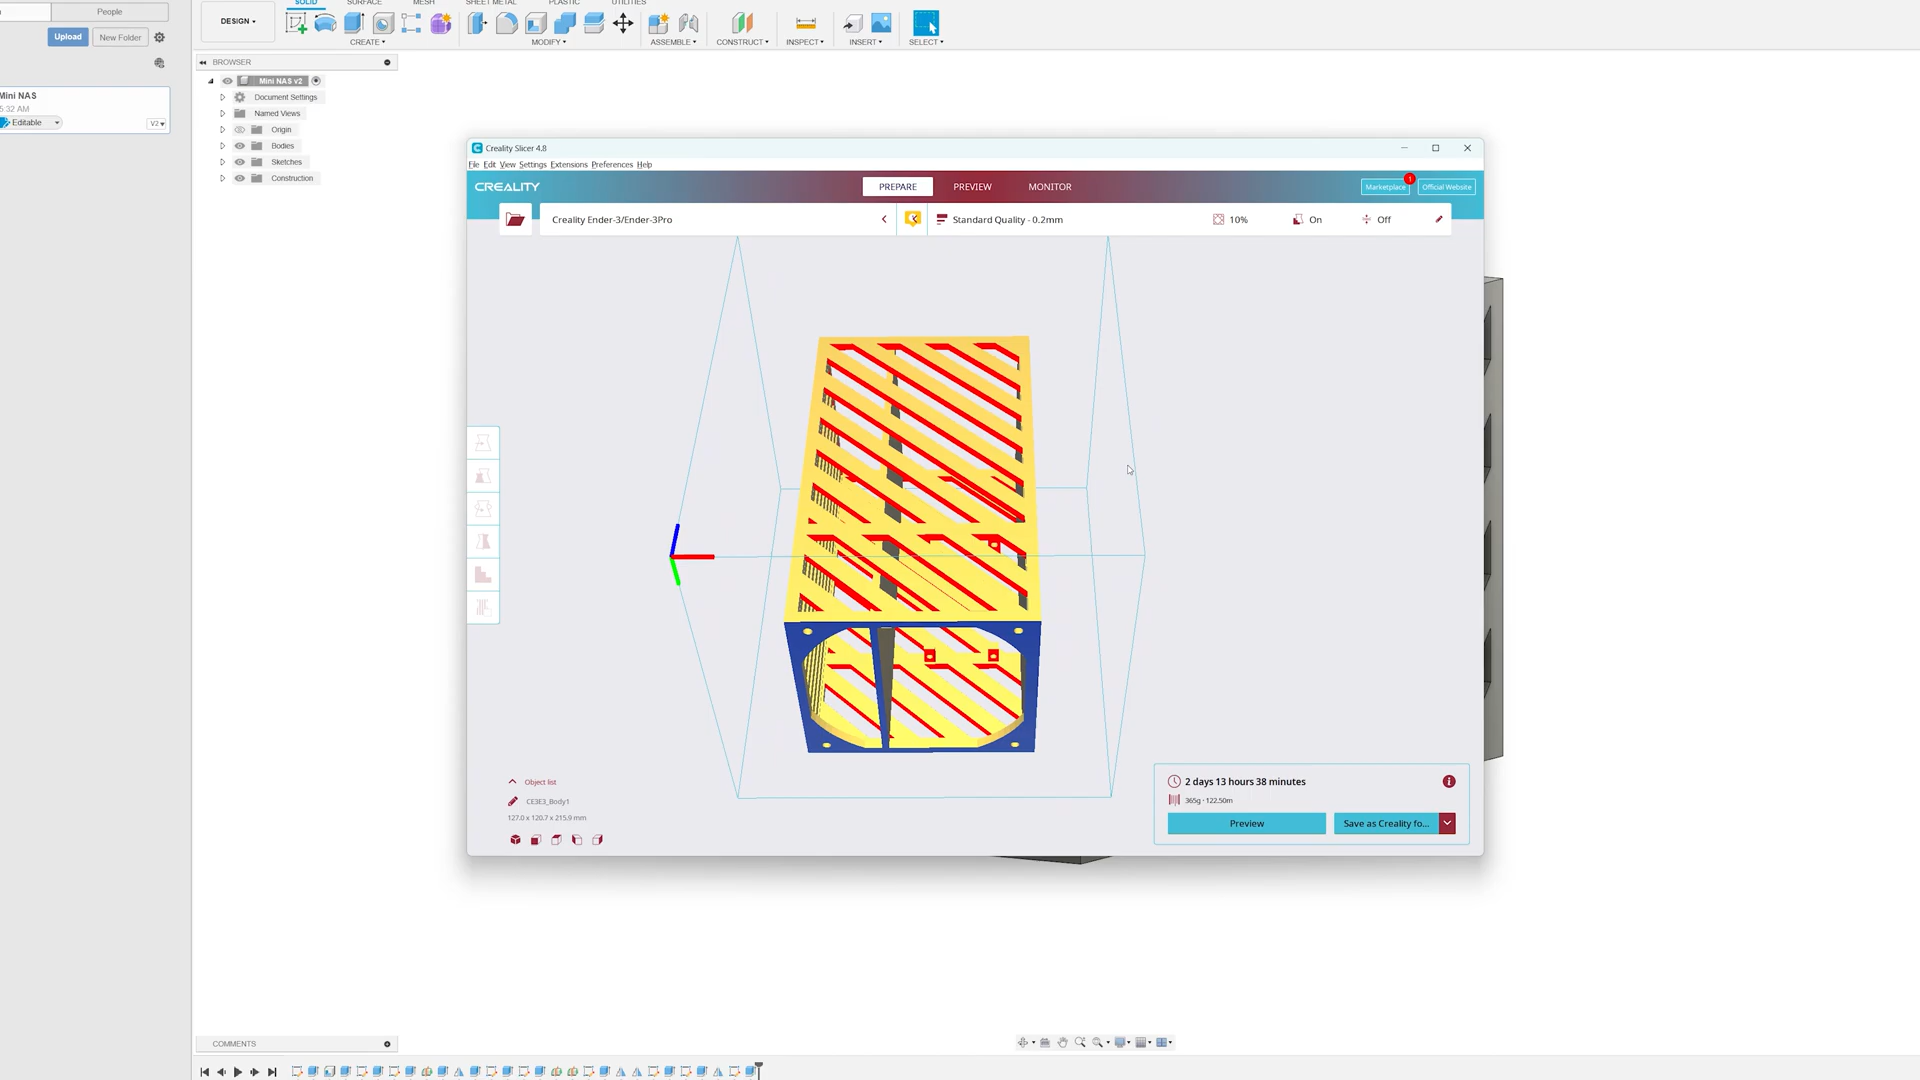 People
Upload
New Folder
Mini NAS
5:32 AM
Editable
V2
DESIGN
SOLID
SURFACE
MESH
SHEET METAL
PLASTIC
UTILITIES
CREATE
MODIFY
ASSEMBLE
CONSTRUCT
INSPECT
INSERT
SELECT
BROWSER
Mini NAS v2
Document Settings
Named Views
Origin
Bodies
Sketches
Construction
Creality Slicer 4.8
File Edit View Settings Extensions Preferences Help
CREALITY
PREPARE
PREVIEW
MONITOR
Marketplace
1
Official Website
Creality Ender-3/Ender-3Pro
Standard Quality - 0.2mm
10%
On
Off
Object list
CE3E3_Body1
127.0 x 120.7 x 215.9 mm
2 days 13 hours 38 minutes
365g · 122.50m
Preview
Save as Creality fo...
COMMENTS